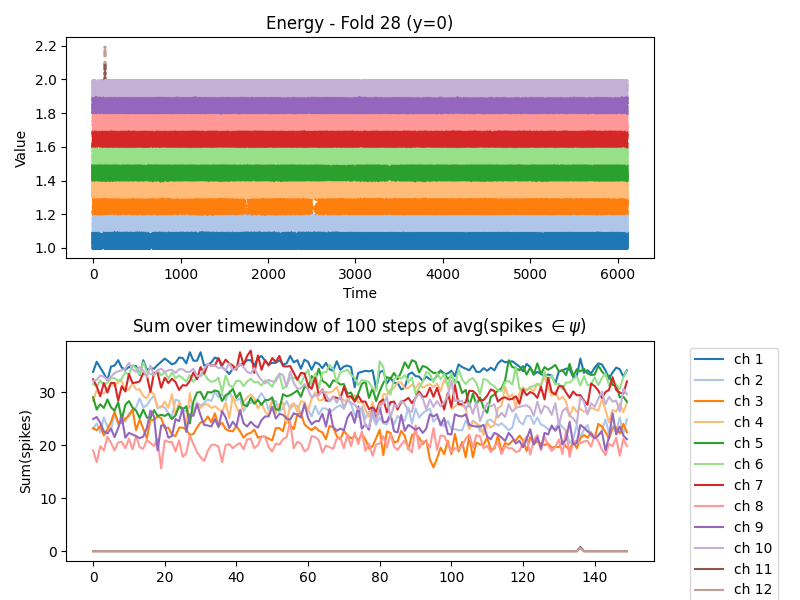 Energy - Fold 28 (y=0)
Value
2.2
2.0
1.8
1.6
1.4
1.2
1.0
0
1000
2000
3000
4000
5000
6000
Time
Sum over timewindow of 100 steps of avg(spikes ∈ ψ)
Sum(spikes)
30
20
10
0
0
20
40
60
80
100
120
140
ch 1
ch 2
ch 3
ch 4
ch 5
ch 6
ch 7
ch 8
ch 9
ch 10
ch 11
ch 12